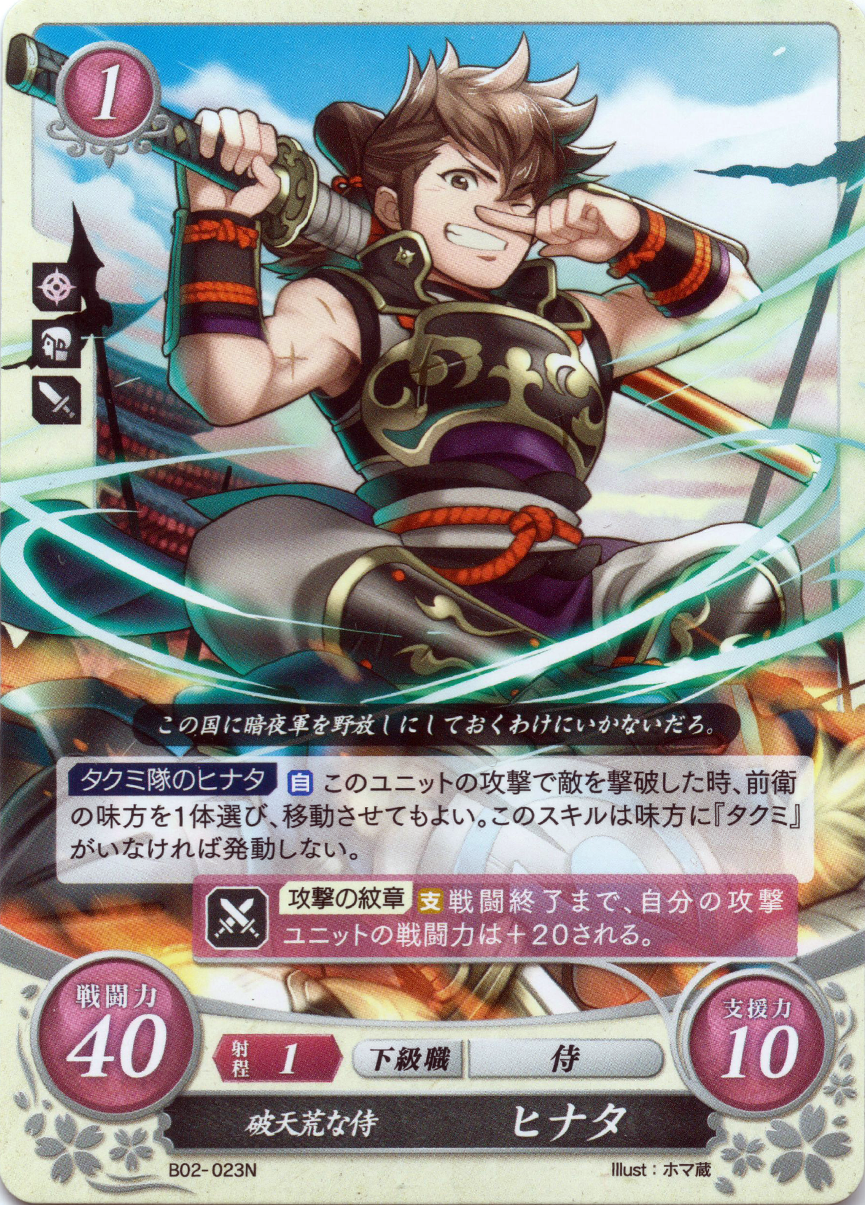 1
この国に暗夜軍を野放しにしておくわけにいかないだろ。
タクミ隊のヒナタ 自 このユニットの攻撃で敵を撃破した時、前衛
の味方を1体選び、移動させてもよい。このスキルは味方に『タクミ』
がいなければ発動しない。
攻撃の紋章 支 戦闘終了まで、自分の攻撃
ユニットの戦闘力は+20される。
戦闘力
40
射程 1
下級職 侍
支援力
10
破天荒な侍 ヒナタ
B02-023N
Illust：ホマ蔵